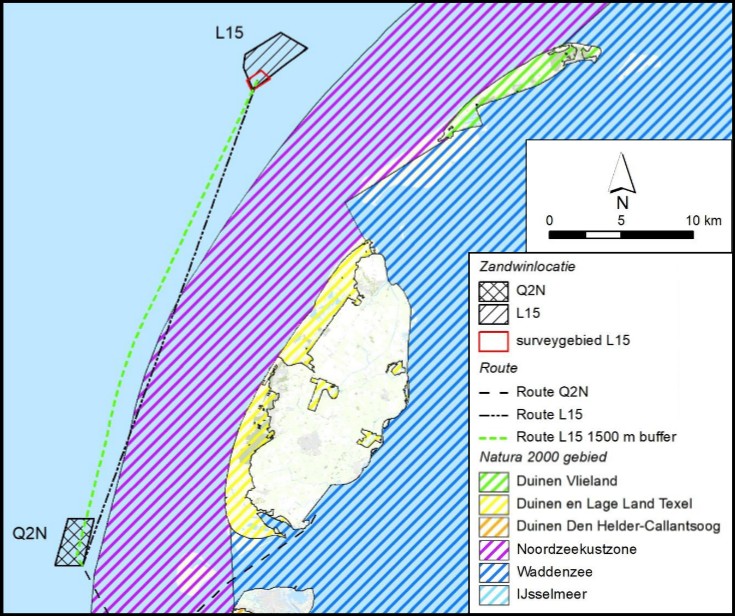 L15
N
0 5 10 km
Zandwinlocatie
Q2N
L15
surveygebied L15
Route
Route Q2N
Route L15
Route L15 1500 m buffer
Natura 2000 gebied
Duinen Vlieland
Duinen en Lage Land Texel
Duinen Den Helder-Callantsoog
Noordzeekustzone
Waddenzee
IJsselmeer
Q2N